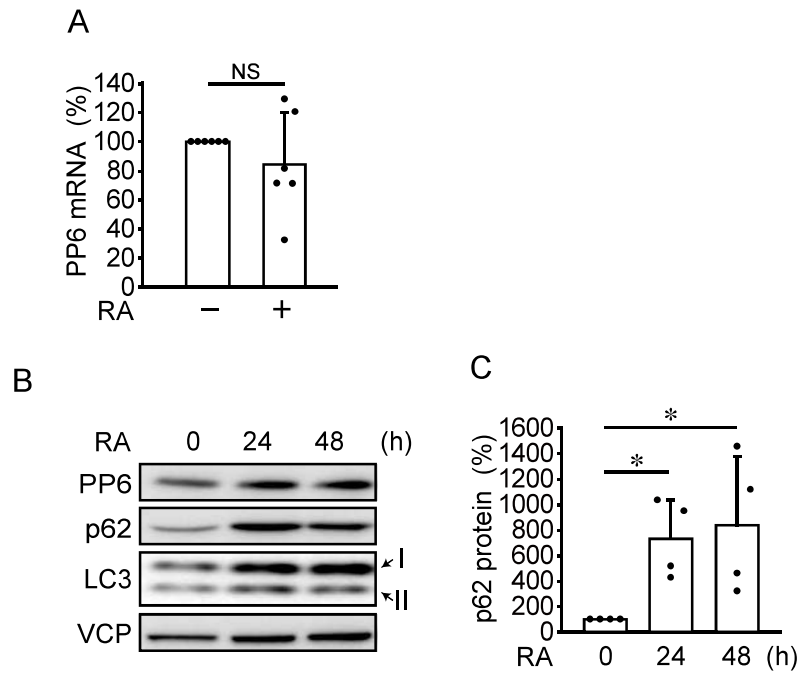 A
NS
PP6 mRNA (%)
140
120
100
80
60
40
20
0
RA − +
B
RA 0 24 48 (h)
PP6
p62
LC3
I
II
VCP
C
*
*
p62 protein (%)
1600
1400
1200
1000
800
600
400
200
0
RA 0 24 48 (h)